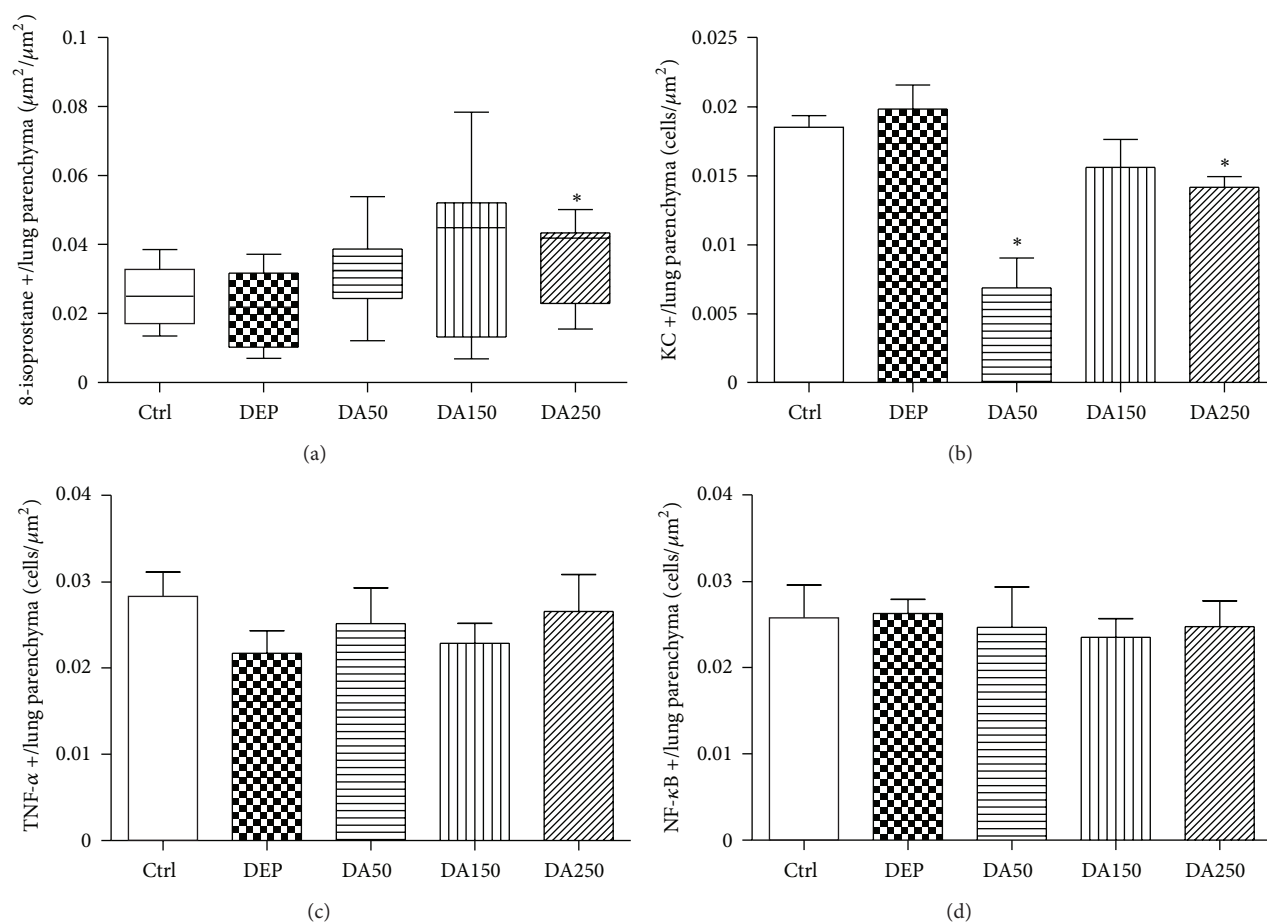 8-isoprostane +/lung parenchyma (μm²/μm²)
0.1
0.08
0.06
0.04
0.02
0
*
Ctrl DEP DA50 DA150 DA250
(a)
KC +/lung parenchyma (cells/μm²)
0.025
0.02
0.015
0.01
0.005
0
*
*
Ctrl DEP DA50 DA150 DA250
(b)
TNF-α +/lung parenchyma (cells/μm²)
0.04
0.03
0.02
0.01
0
Ctrl DEP DA50 DA150 DA250
(c)
NF-κB +/lung parenchyma (cells/μm²)
0.04
0.03
0.02
0.01
0
Ctrl DEP DA50 DA150 DA250
(d)